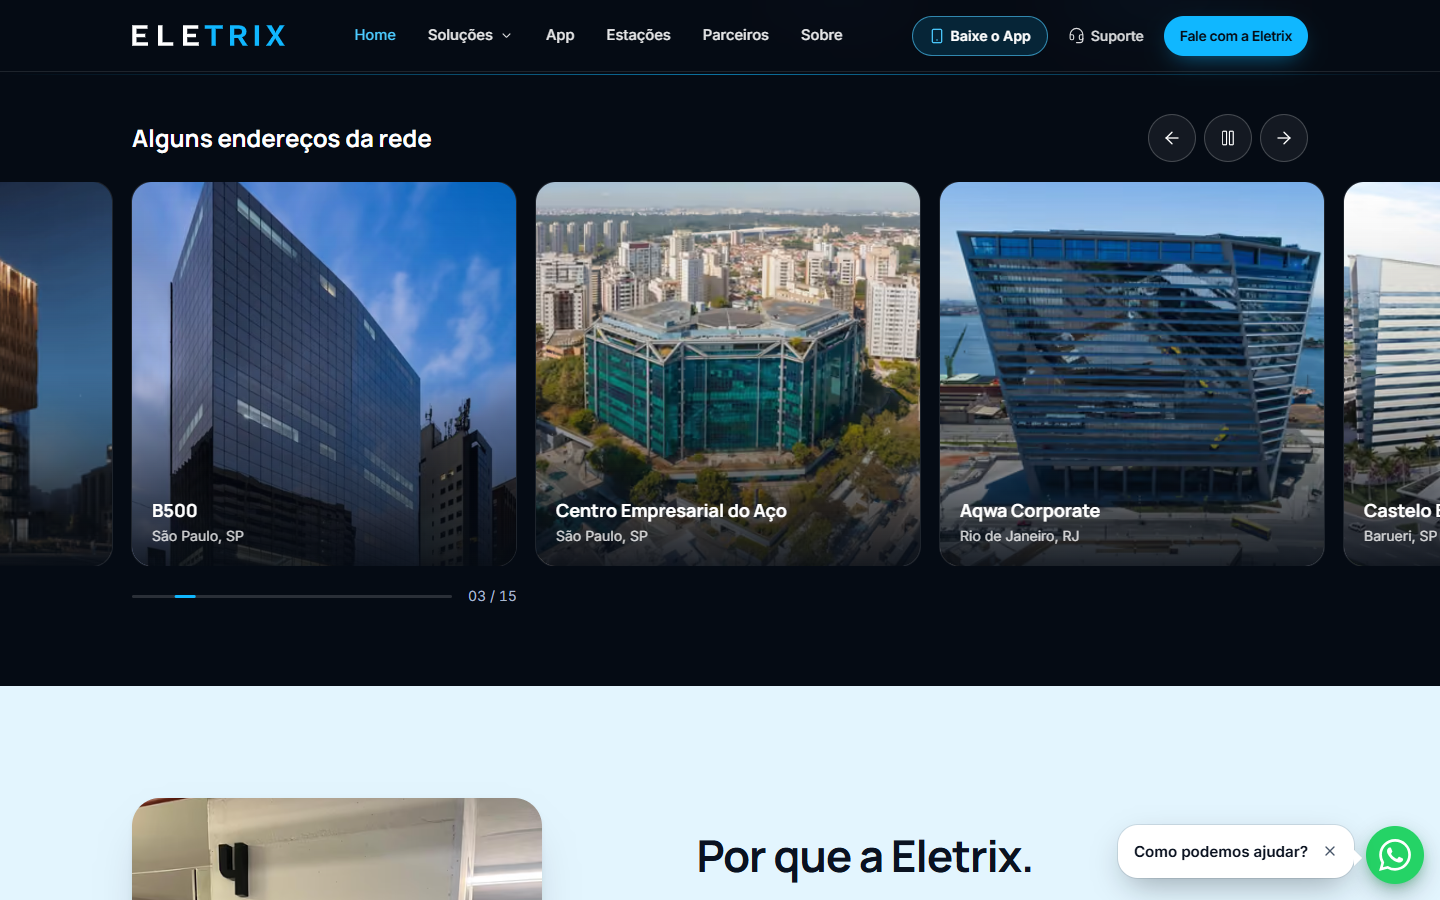 ELETRIX
Home
Soluções
App
Estações
Parceiros
Sobre
Baixe o App
Suporte
Fale com a Eletrix
Alguns endereços da rede
B500
São Paulo, SP
Centro Empresarial do Aço
São Paulo, SP
Aqwa Corporate
Rio de Janeiro, RJ
Castelo
Barueri, SP
03 / 15
Por que a Eletrix.
Como podemos ajudar?